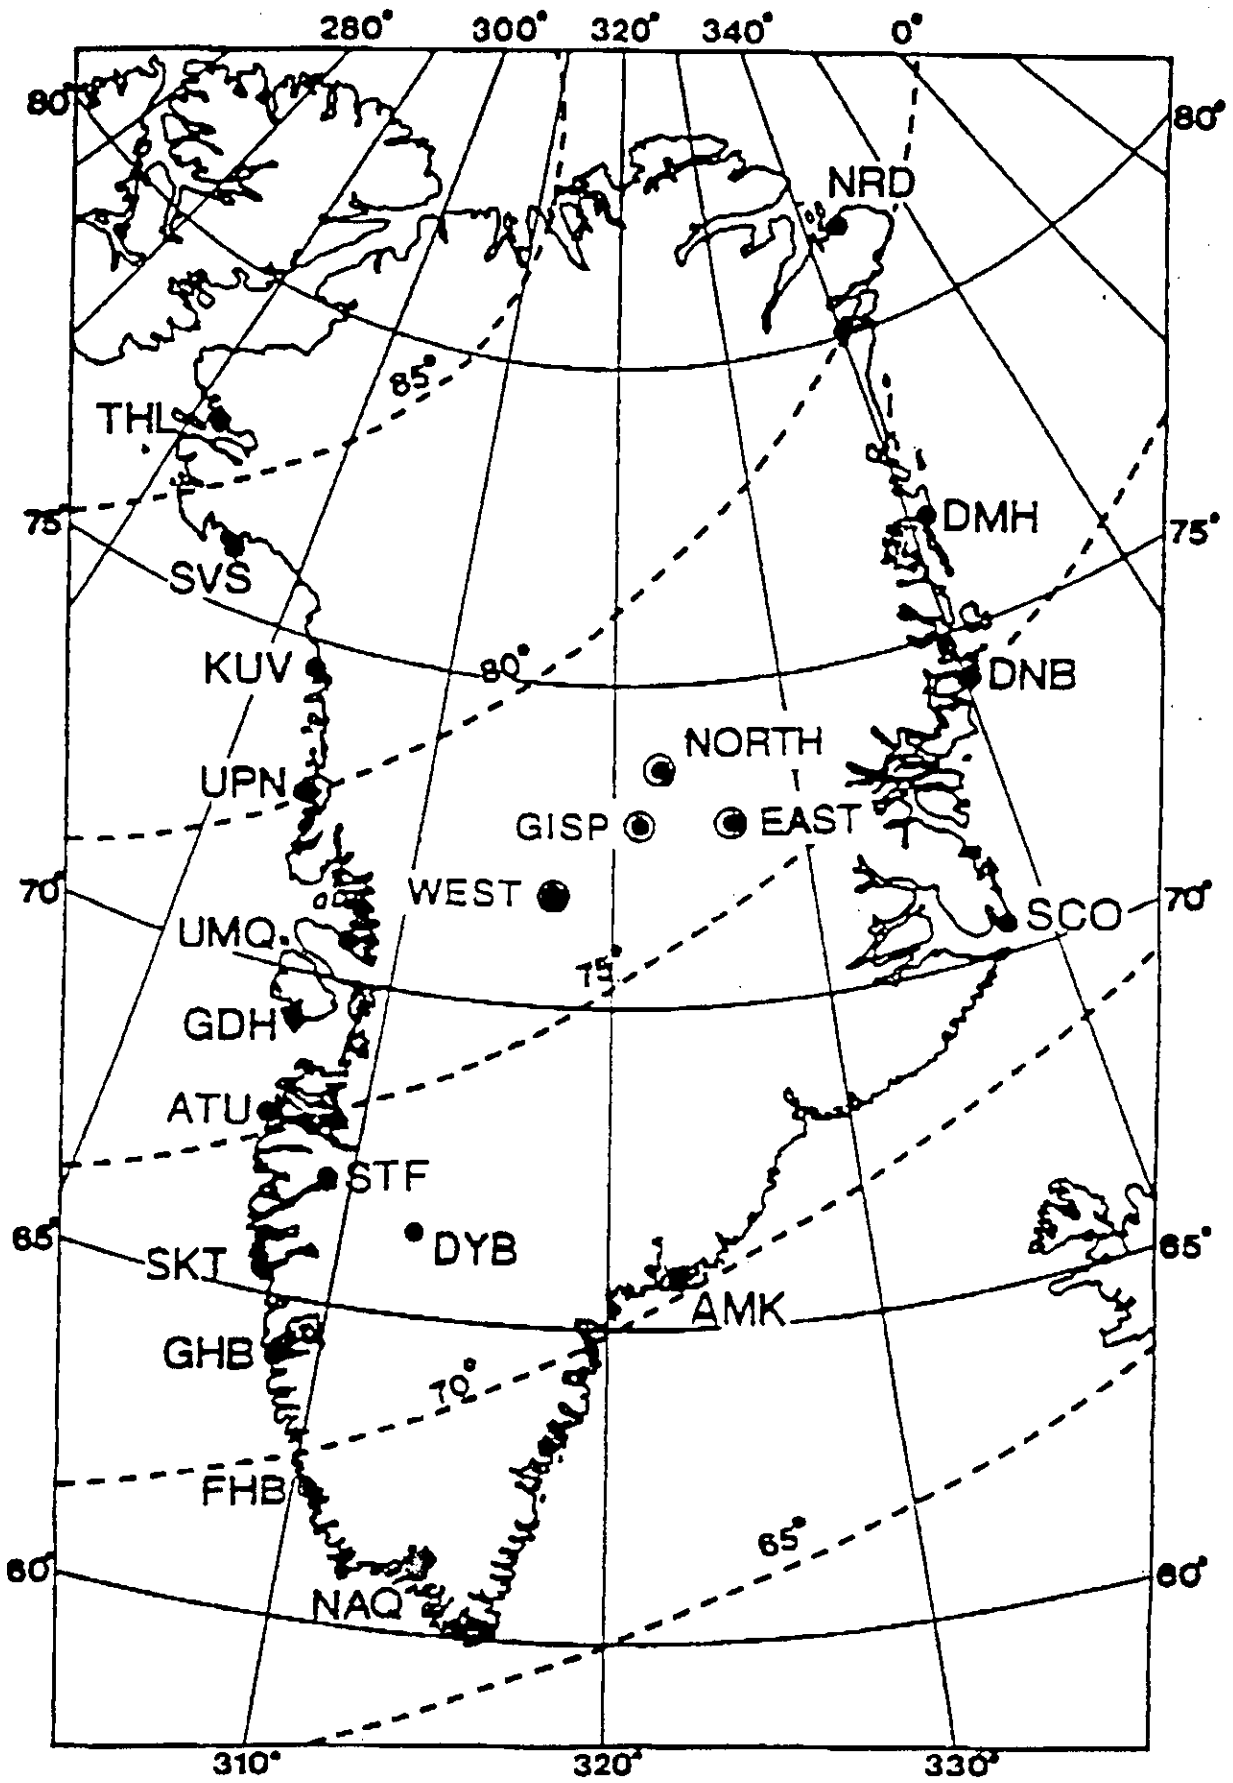 280° 300° 320° 340° 0°
80° 80°
NRD
85°
THL
75° DMH 75°
SVS
KUV 80° DNB
NORTH
UPN
GISP EAST
WEST
70° SCO 70°
UMQ
75°
GDH
ATU
STF
65° DYB 65°
SKT
AMK
GHB
70°
FHB
65°
60° 60°
NAQ
310° 320° 330°